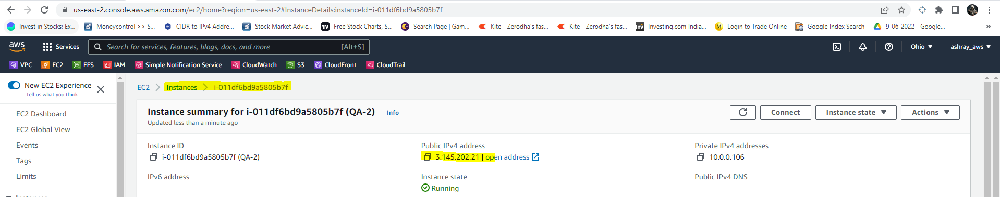 us-east-2.console.aws.amazon.com/ec2/home?region=us-east-2#InstanceDetails:instanceId=i-011df6bd9a5805b7f
Invest in Stocks: Ex... Moneycontrol >> S... CIDR to IPv4 Addre... Stock Market Advic... Free Stock Charts, S... Search Page | Gam... Kite - Zerodha's fas... Kite - Zerodha's fas... Investing.com India... Login to Trade Online Google Index Search 9-06-2022 - Google... »
aws Services Search for services, features, blogs, docs, and more [Alt+S] Ohio ashray_aws
VPC EC2 EFS IAM Simple Notification Service CloudWatch S3 CloudFront CloudTrail
New EC2 Experience
Tell us what you think
EC2 Dashboard
EC2 Global View
Events
Tags
Limits
EC2 > Instances > i-011df6bd9a5805b7f
Instance summary for i-011df6bd9a5805b7f (QA-2) Info
Updated less than a minute ago
Connect Instance state Actions
Instance ID
i-011df6bd9a5805b7f (QA-2)
IPv6 address
–
Public IPv4 address
3.145.202.21 | open address
Instance state
Running
Private IPv4 addresses
10.0.0.106
Public IPv4 DNS
–